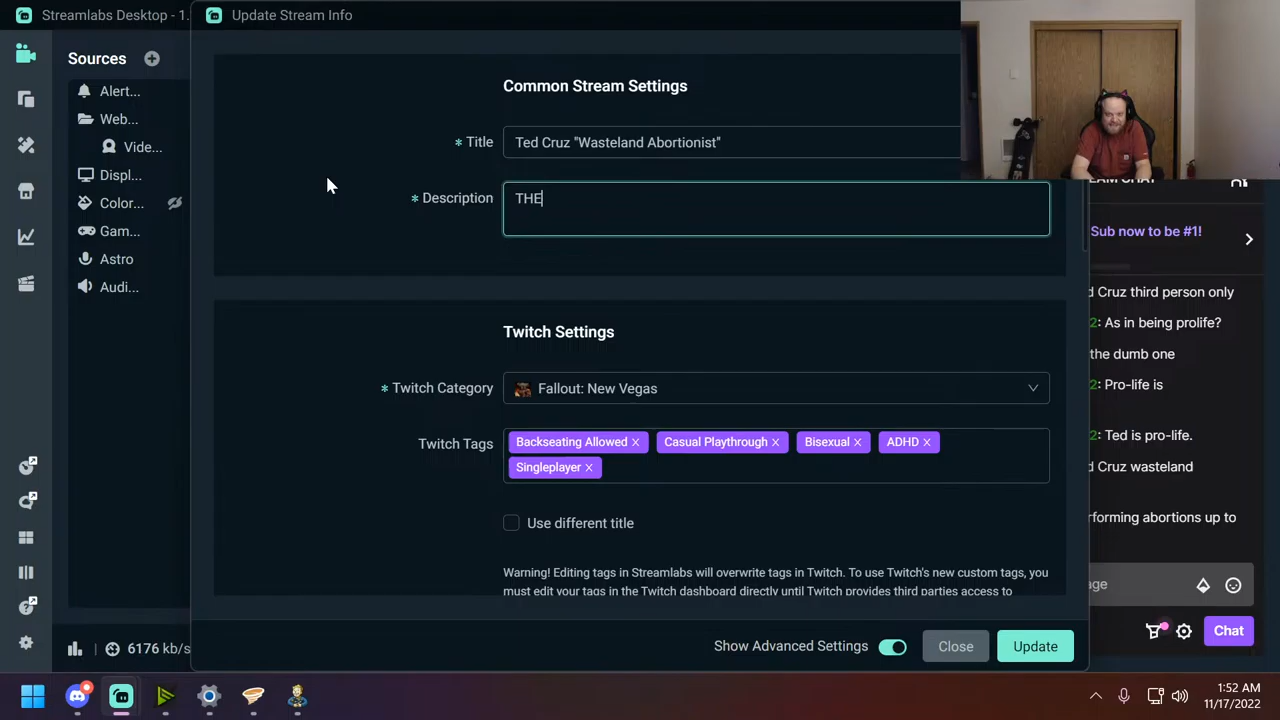 Streamlabs Desktop - 1.
Update Stream Info
Sources
Alert...
Web...
Vide...
Displ...
Color...
Gam...
Astro
Audi...
6176 kb/s
Common Stream Settings
* Title
Ted Cruz "Wasteland Abortionist"
* Description
THE
Twitch Settings
* Twitch Category
Fallout: New Vegas
Twitch Tags
Backseating Allowed × Casual Playthrough × Bisexual × ADHD ×
Singleplayer ×
Use different title
Warning! Editing tags in Streamlabs will overwrite tags in Twitch. To use Twitch's new custom tags, you
must edit your tags in the Twitch dashboard directly until Twitch provides third parties access to
Show Advanced Settings
Close
Update
Sub now to be #1!
d Cruz third person only
2: As in being prolife?
the dumb one
2: Pro-life is
: Ted is pro-life.
d Cruz wasteland
rforming abortions up to
age
Chat
1:52 AM
11/17/2022